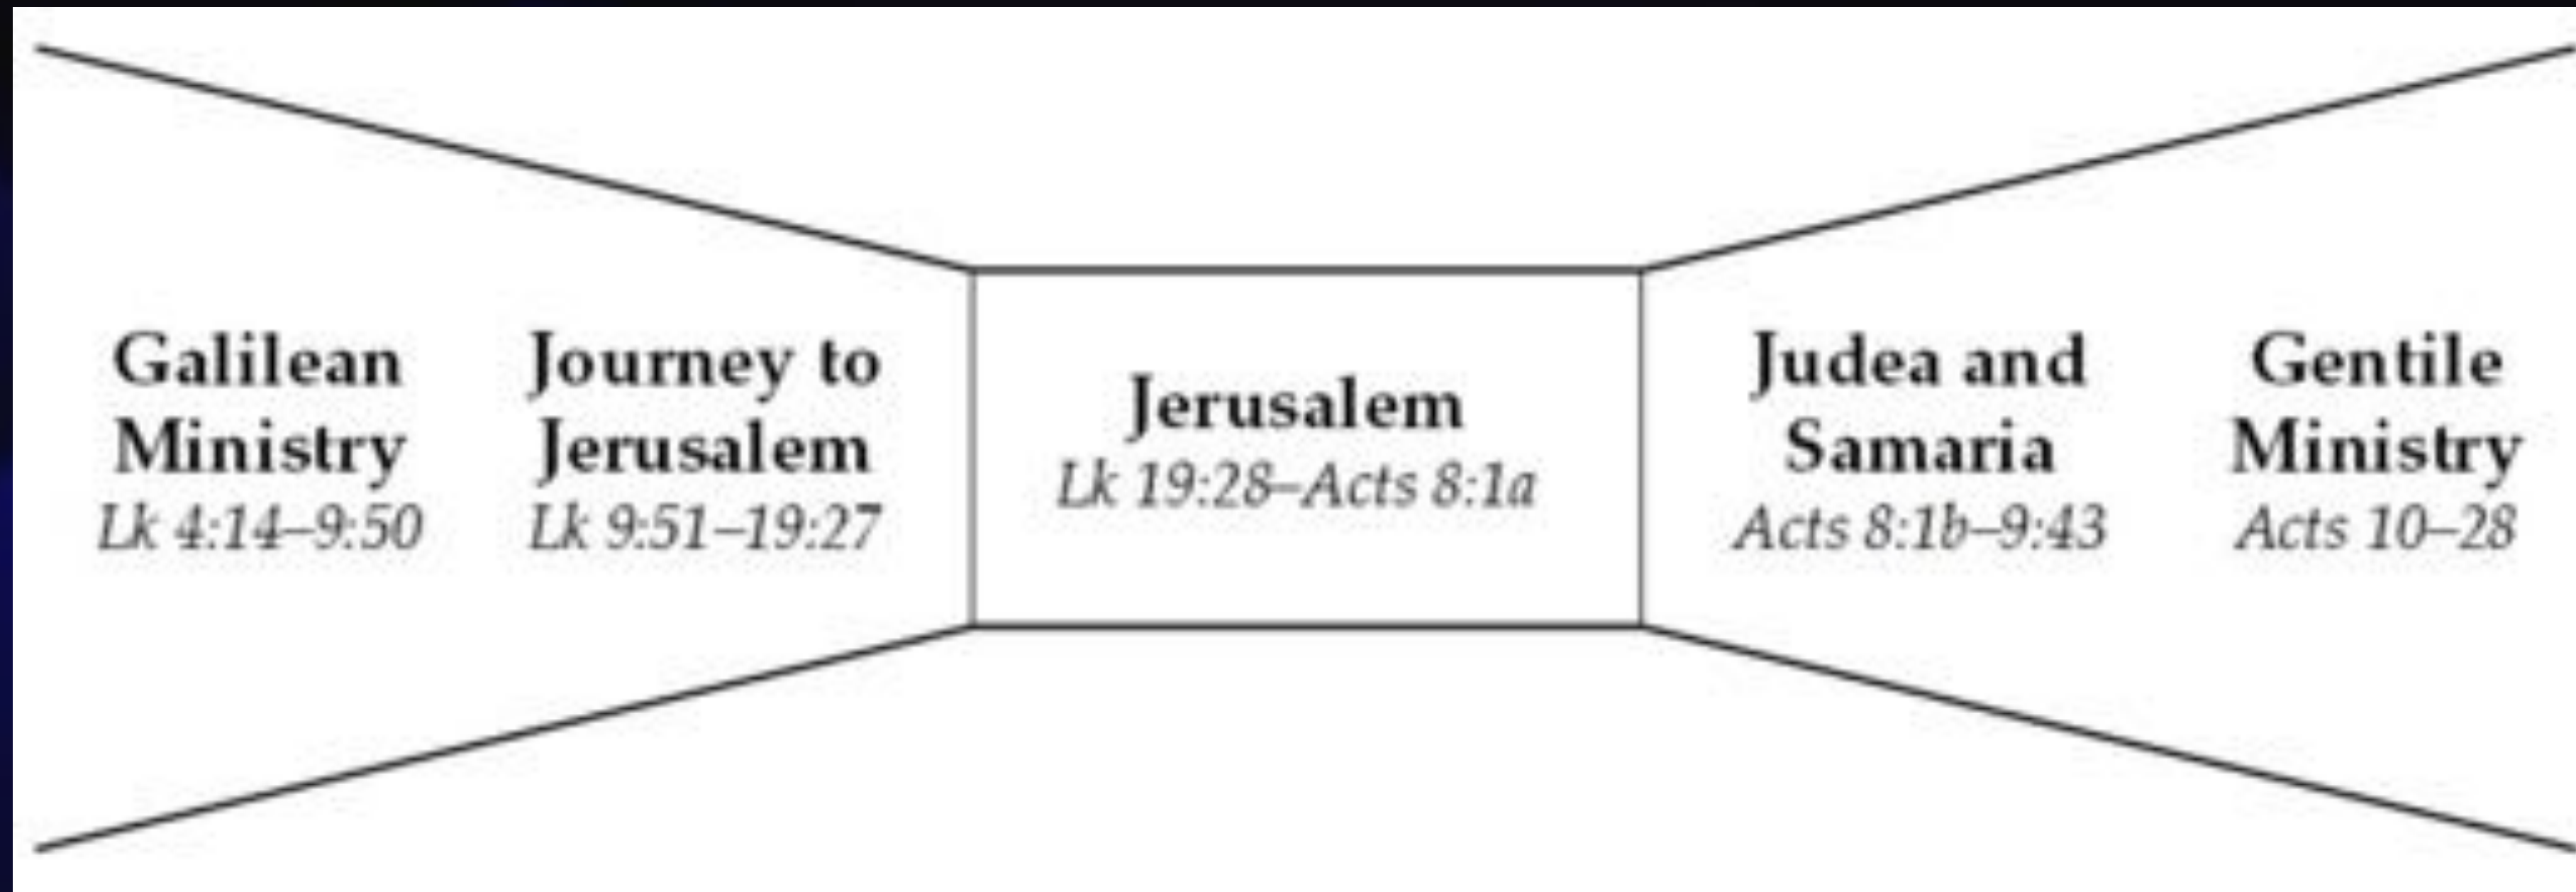 Galilean
Ministry
Lk 4:14–9:50
Journey to
Jerusalem
Lk 9:51–19:27
Jerusalem
Lk 19:28–Acts 8:1a
Judea and
Samaria
Acts 8:1b–9:43
Gentile
Ministry
Acts 10–28